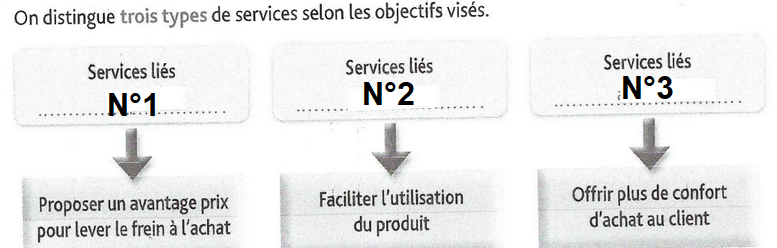 On distingue trois types de services selon les objectifs visés.
Services liés
N°1
Services liés
N°2
Services liés
N°3
Proposer un avantage prix
pour lever le frein à l'achat
Faciliter l'utilisation
du produit
Offrir plus de confort
d'achat au client